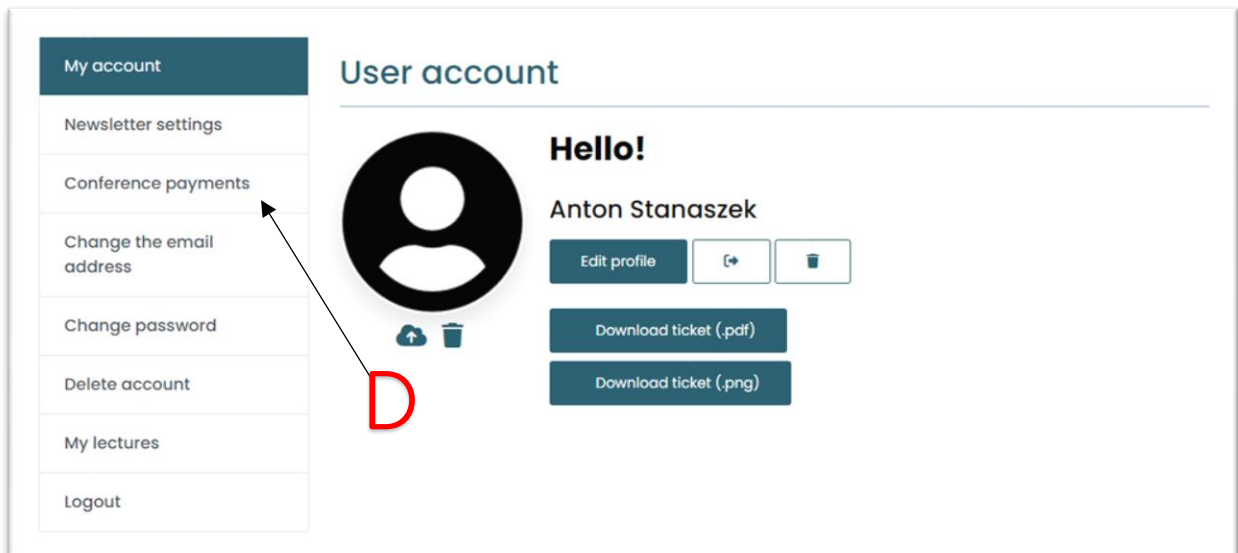 My account
Newsletter settings
Conference payments
Change the email
address
Change password
Delete account
My lectures
Logout
User account
Hello!
Anton Stanaszek
Edit profile
Download ticket (.pdf)
Download ticket (.png)
D